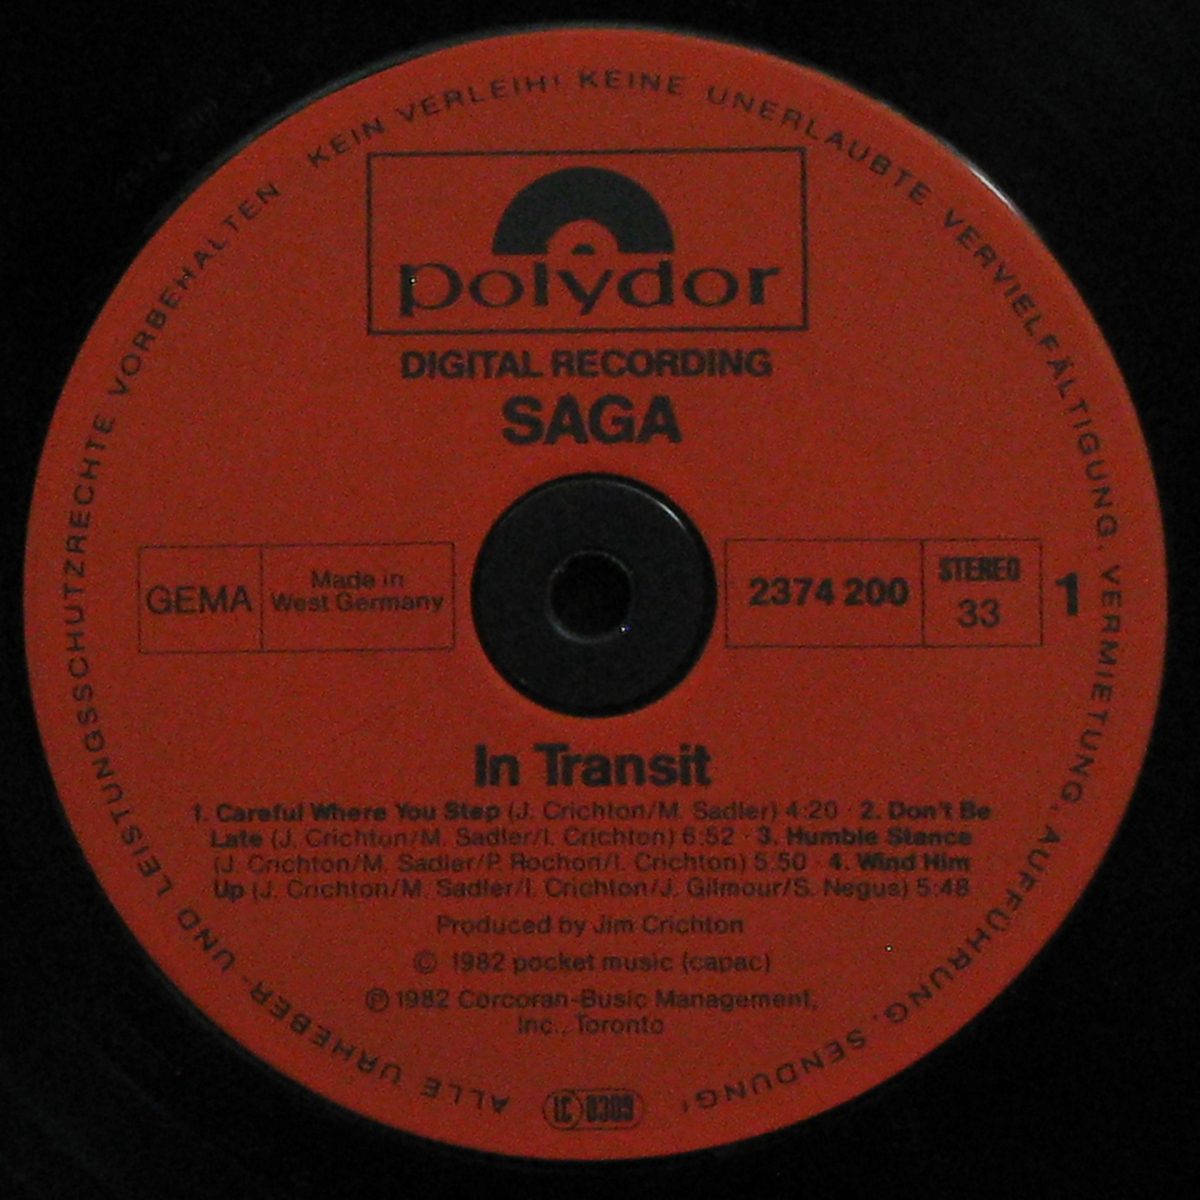 ALLE URHEBER- UND LEISTUNGSSCHUTZRECHTE VORBEHALTEN KEIN VERLEIH! KEINE UNERLAUBTE VERVIELFÄLTIGUNG, VERMIETUNG, AUFFÜHRUNG, SENDUNG!
polydor
DIGITAL RECORDING
SAGA
GEMA
Made in
West Germany
2374 200
STEREO
33
1
In Transit
1. Careful Where You Step (J. Crichton/M. Sadler) 4:20 · 2. Don't Be
Late (J. Crichton/M. Sadler/I. Crichton) 6:52 · 3. Humble Stance
(J. Crichton/M. Sadler/P. Rochon/I. Crichton) 5:50 · 4. Wind Him
Up (J. Crichton/M. Sadler/I. Crichton/J. Gilmour/S. Negus) 5:48
Produced by Jim Crichton
© 1982 pocket music (capac)
℗ 1982 Corcoran-Busic Management,
Inc., Toronto
LC 0309